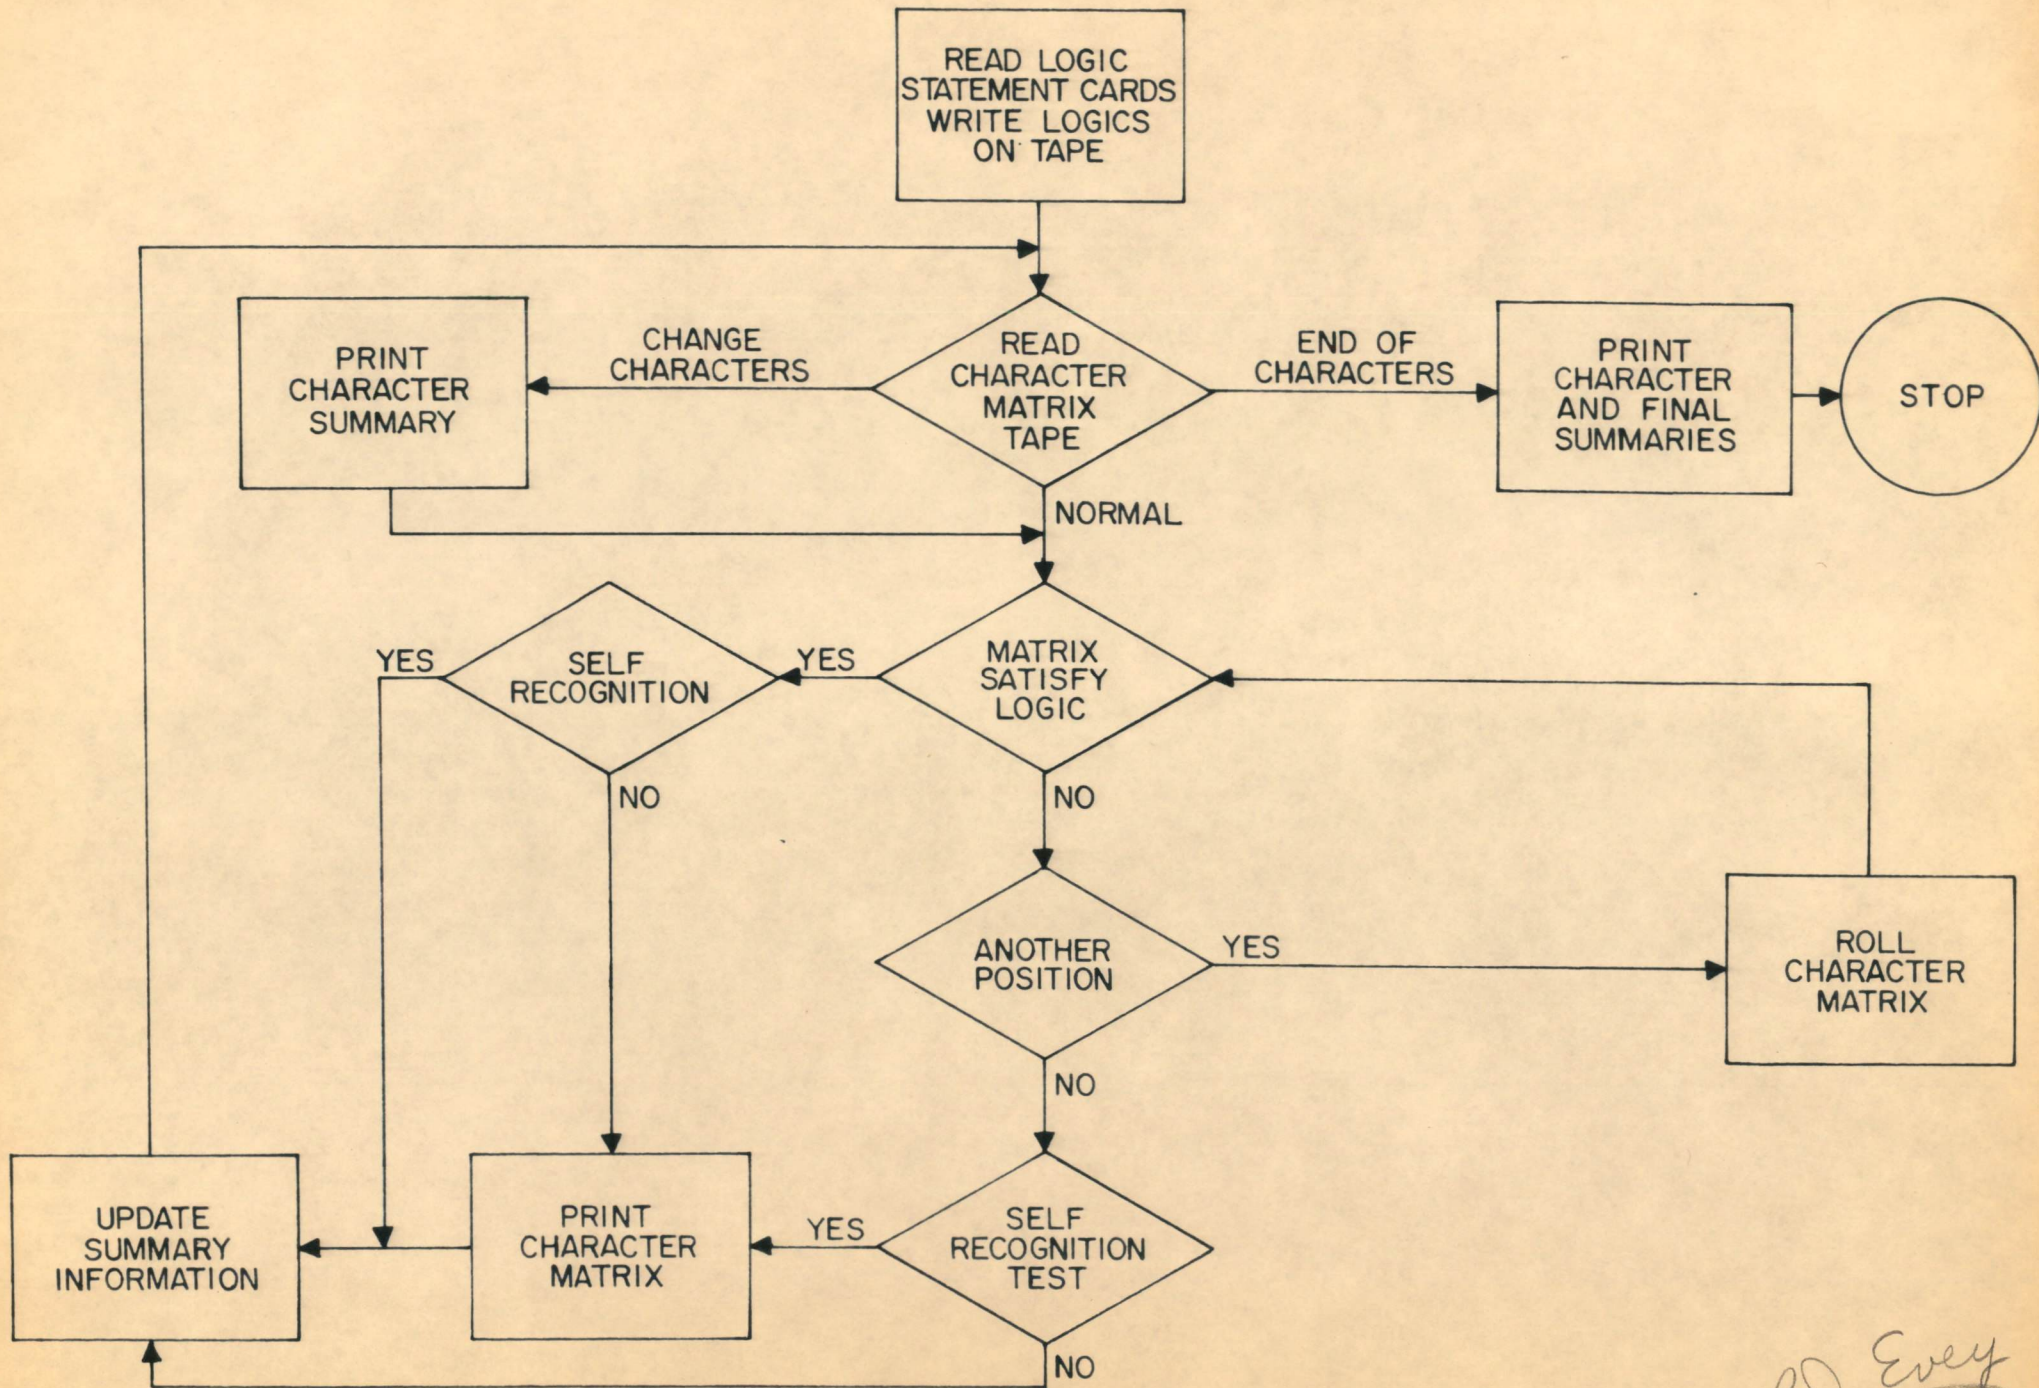 READ LOGIC
STATEMENT CARDS
WRITE LOGICS
ON TAPE
PRINT
CHARACTER
SUMMARY
CHANGE
CHARACTERS
READ
CHARACTER
MATRIX
TAPE
END OF
CHARACTERS
PRINT
CHARACTER
AND FINAL
SUMMARIES
STOP
NORMAL
YES
SELF
RECOGNITION
YES
MATRIX
SATISFY
LOGIC
NO
NO
ANOTHER
POSITION
YES
ROLL
CHARACTER
MATRIX
NO
UPDATE
SUMMARY
INFORMATION
PRINT
CHARACTER
MATRIX
YES
SELF
RECOGNITION
TEST
NO
Evey